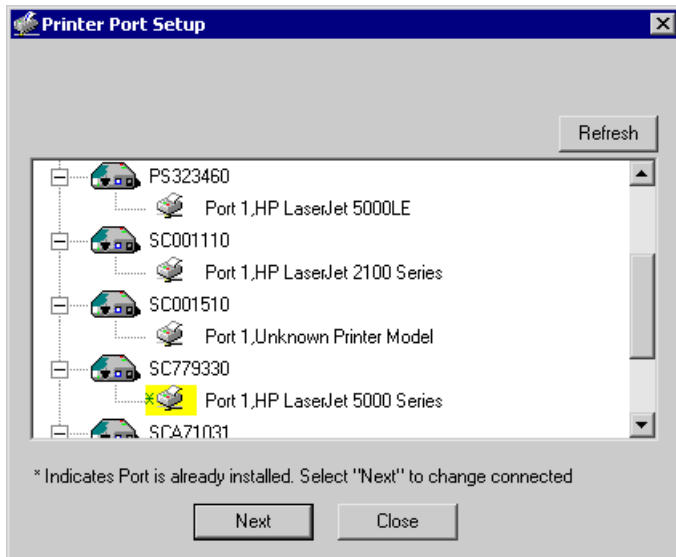 Printer Port Setup
Refresh
PS323460
Port 1,HP LaserJet 5000LE
SC001110
Port 1,HP LaserJet 2100 Series
SC001510
Port 1,Unknown Printer Model
SC779330
* Port 1,HP LaserJet 5000 Series
SCA71031
* Indicates Port is already installed. Select "Next" to change connected
Next
Close